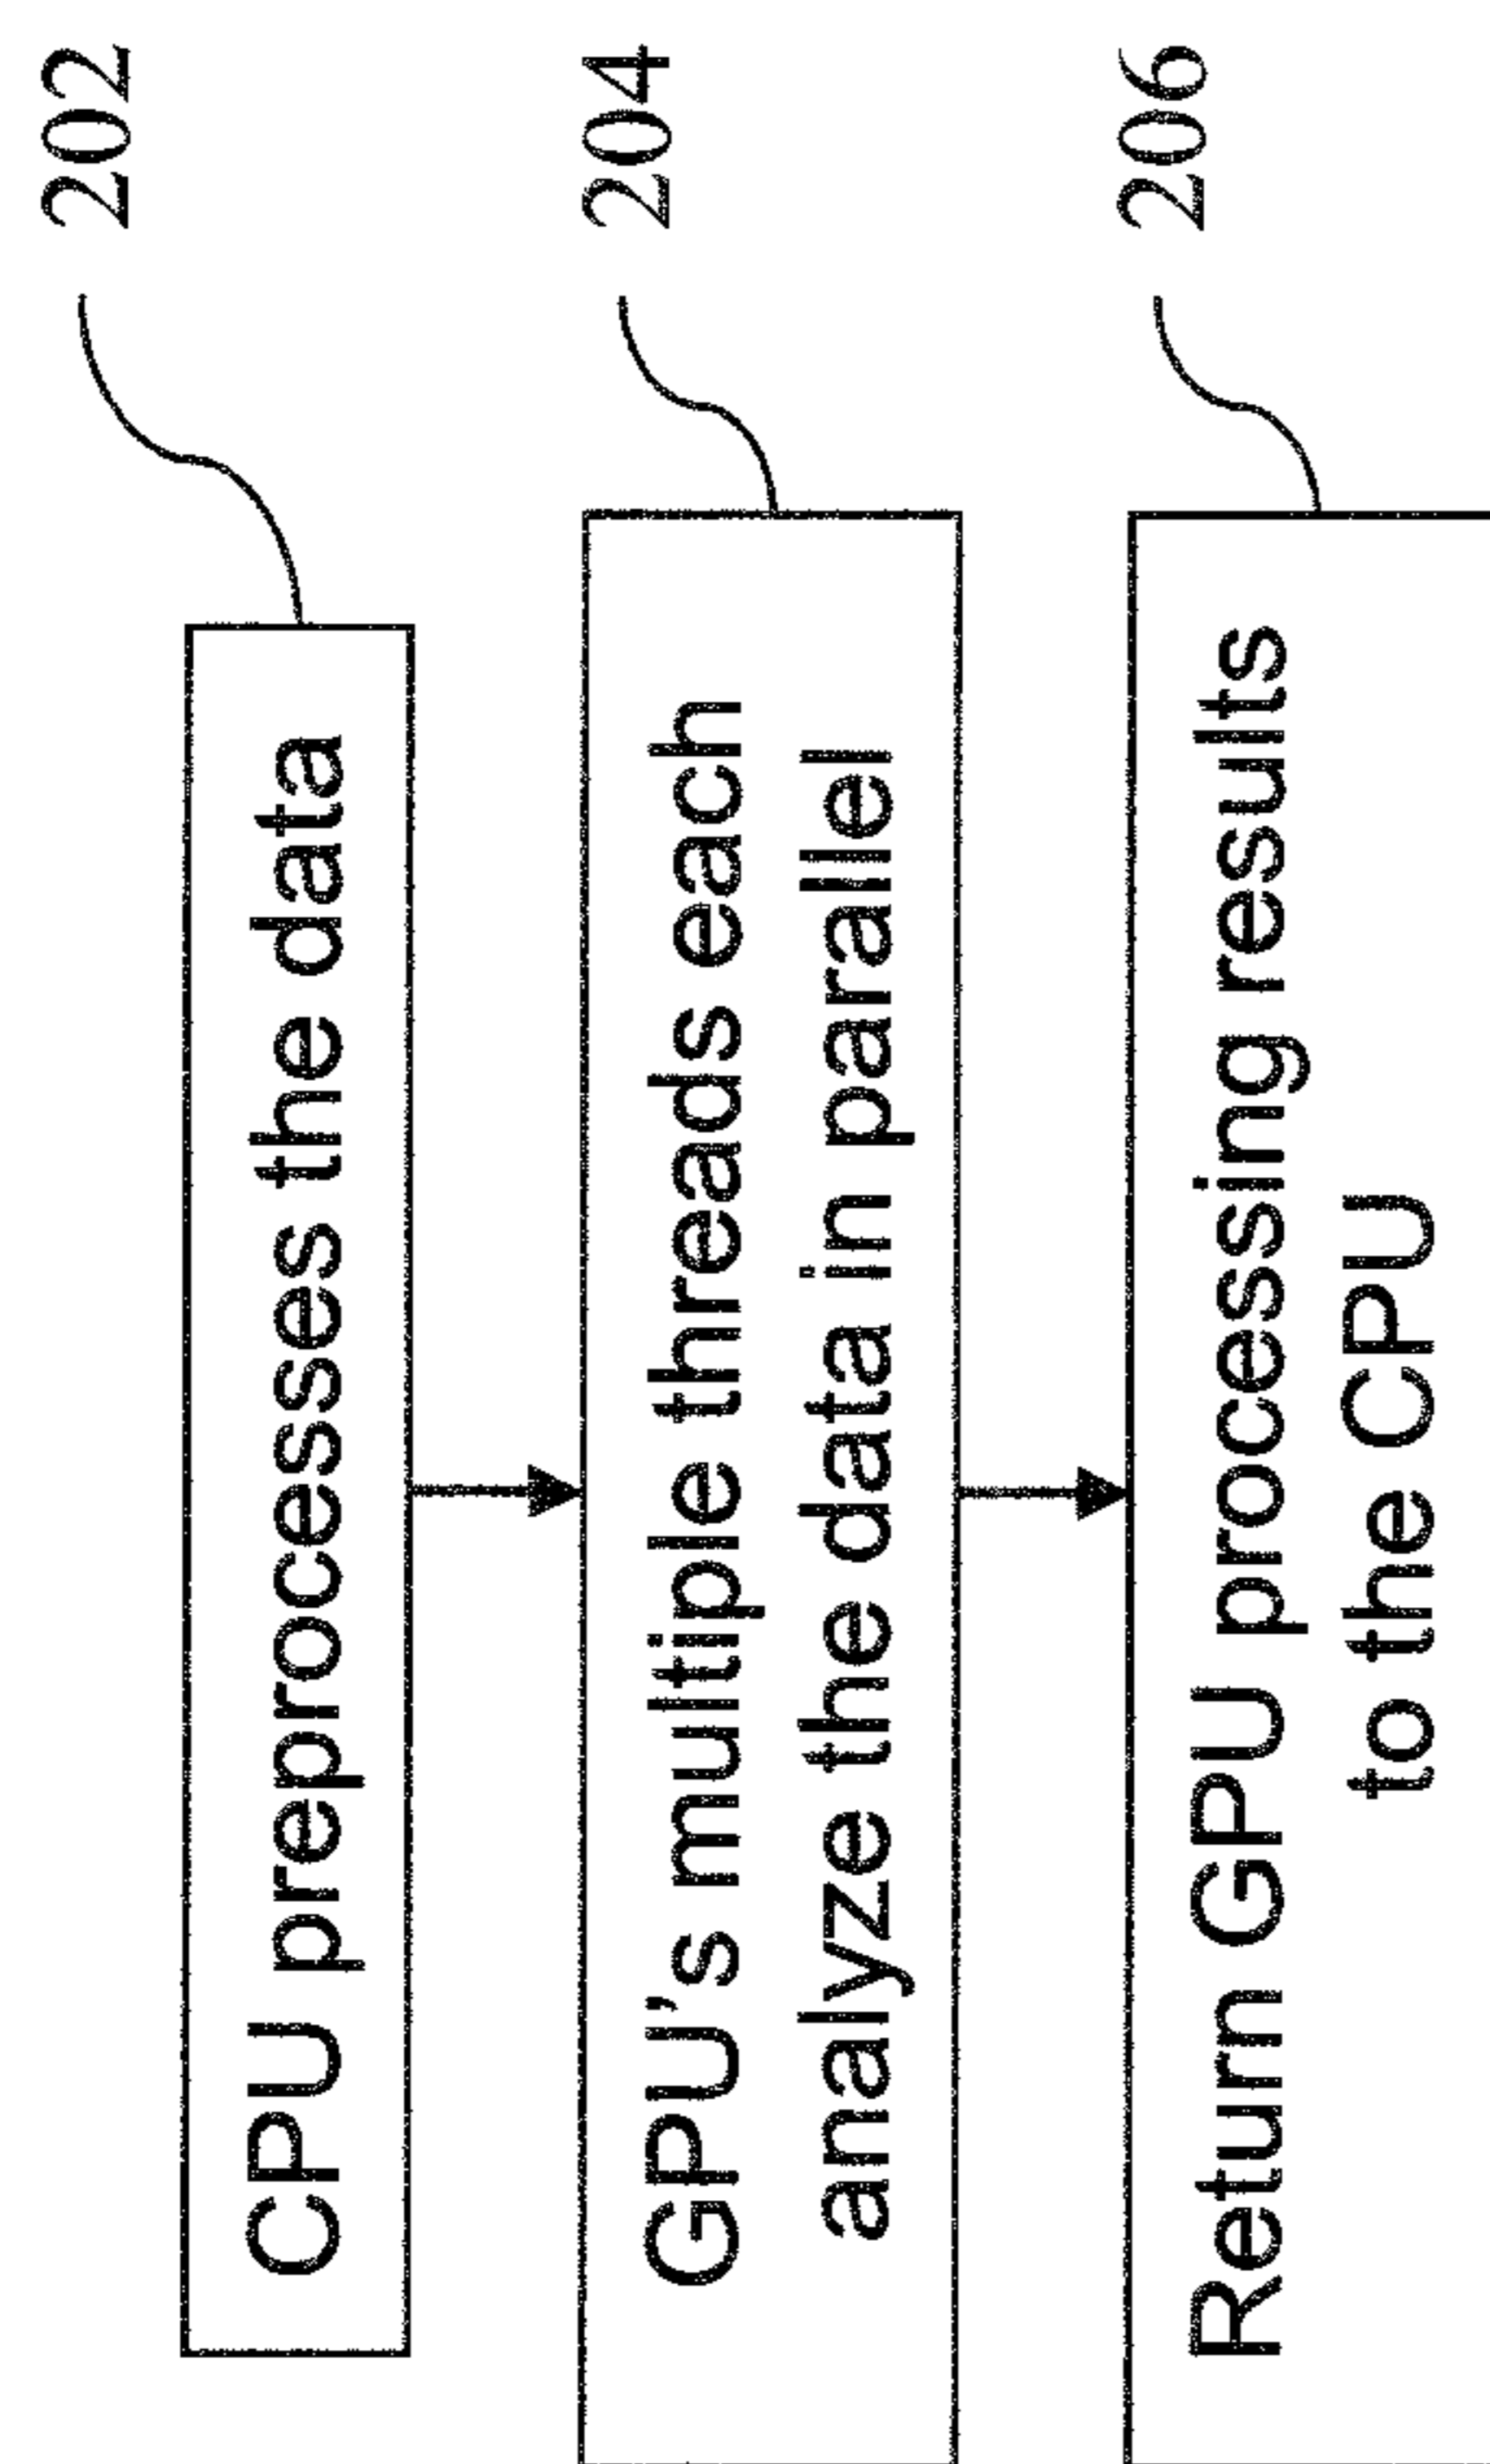 CPU preprocesses the data
202
GPU's multiple threads each
analyze the data in parallel
204
Return GPU processing results
to the CPU
206